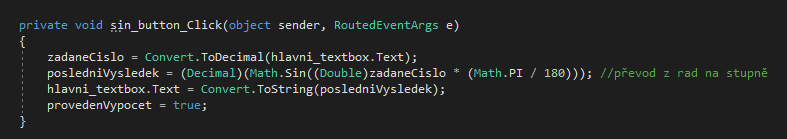 private void sin_button_Click(object sender, RoutedEventArgs e)
{
zadaneCislo = Convert.ToDecimal(hlavni_textbox.Text);
posledniVysledek = (Decimal)(Math.Sin((Double)zadaneCislo * (Math.PI / 180))); //převod z rad na stupně
hlavni_textbox.Text = Convert.ToString(posledniVysledek);
provedenVypocet = true;
}